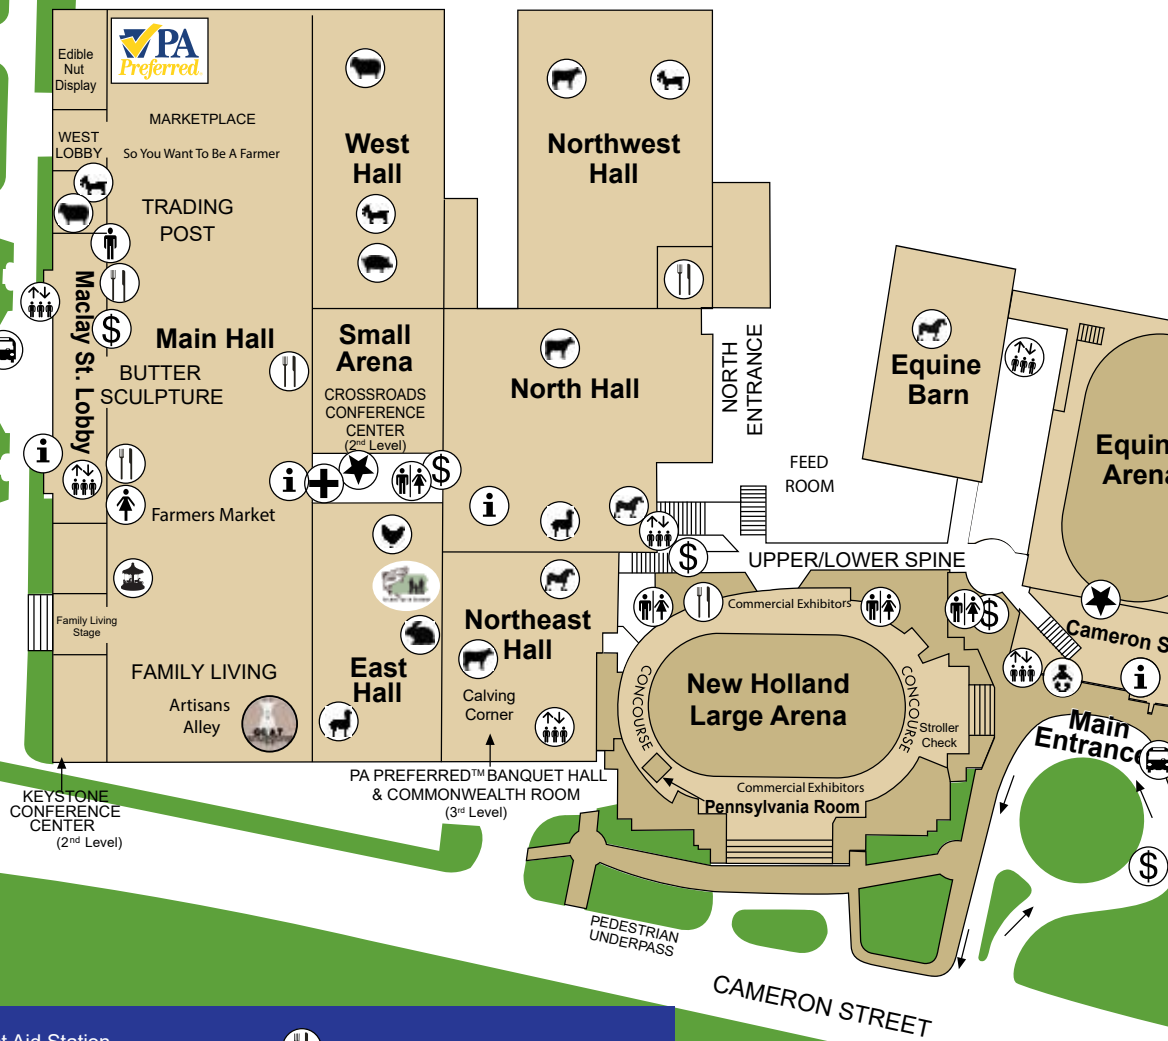 Edible
Nut
Display
PA
Preferred
MARKETPLACE
WEST
LOBBY
So You Want To Be A Farmer
TRADING
POST
West
Hall
Northwest
Hall
Maclay St. Lobby
$
Main Hall
BUTTER
SCULPTURE
Small
Arena
CROSSROADS
CONFERENCE
CENTER
(2nd Level)
North Hall
NORTH
ENTRANCE
Equine
Barn
Equin
Arena
FEED
ROOM
i
i
$
i
Farmers Market
UPPER/LOWER SPINE
$
Family Living
Stage
FAMILY LIVING
Artisans
Alley
East
Hall
Northeast
Hall
Calving
Corner
Commercial Exhibitors
$
Cameron S
i
CONCOURSE
New Holland
Large Arena
CONCOURSE
Stroller
Check
Main
Entrance
Commercial Exhibitors
Pennsylvania Room
PA PREFERRED™ BANQUET HALL
& COMMONWEALTH ROOM
(3rd Level)
KEYSTONE
CONFERENCE
CENTER
(2nd Level)
$
PEDESTRIAN
UNDERPASS
CAMERON STREET
t Aid Station